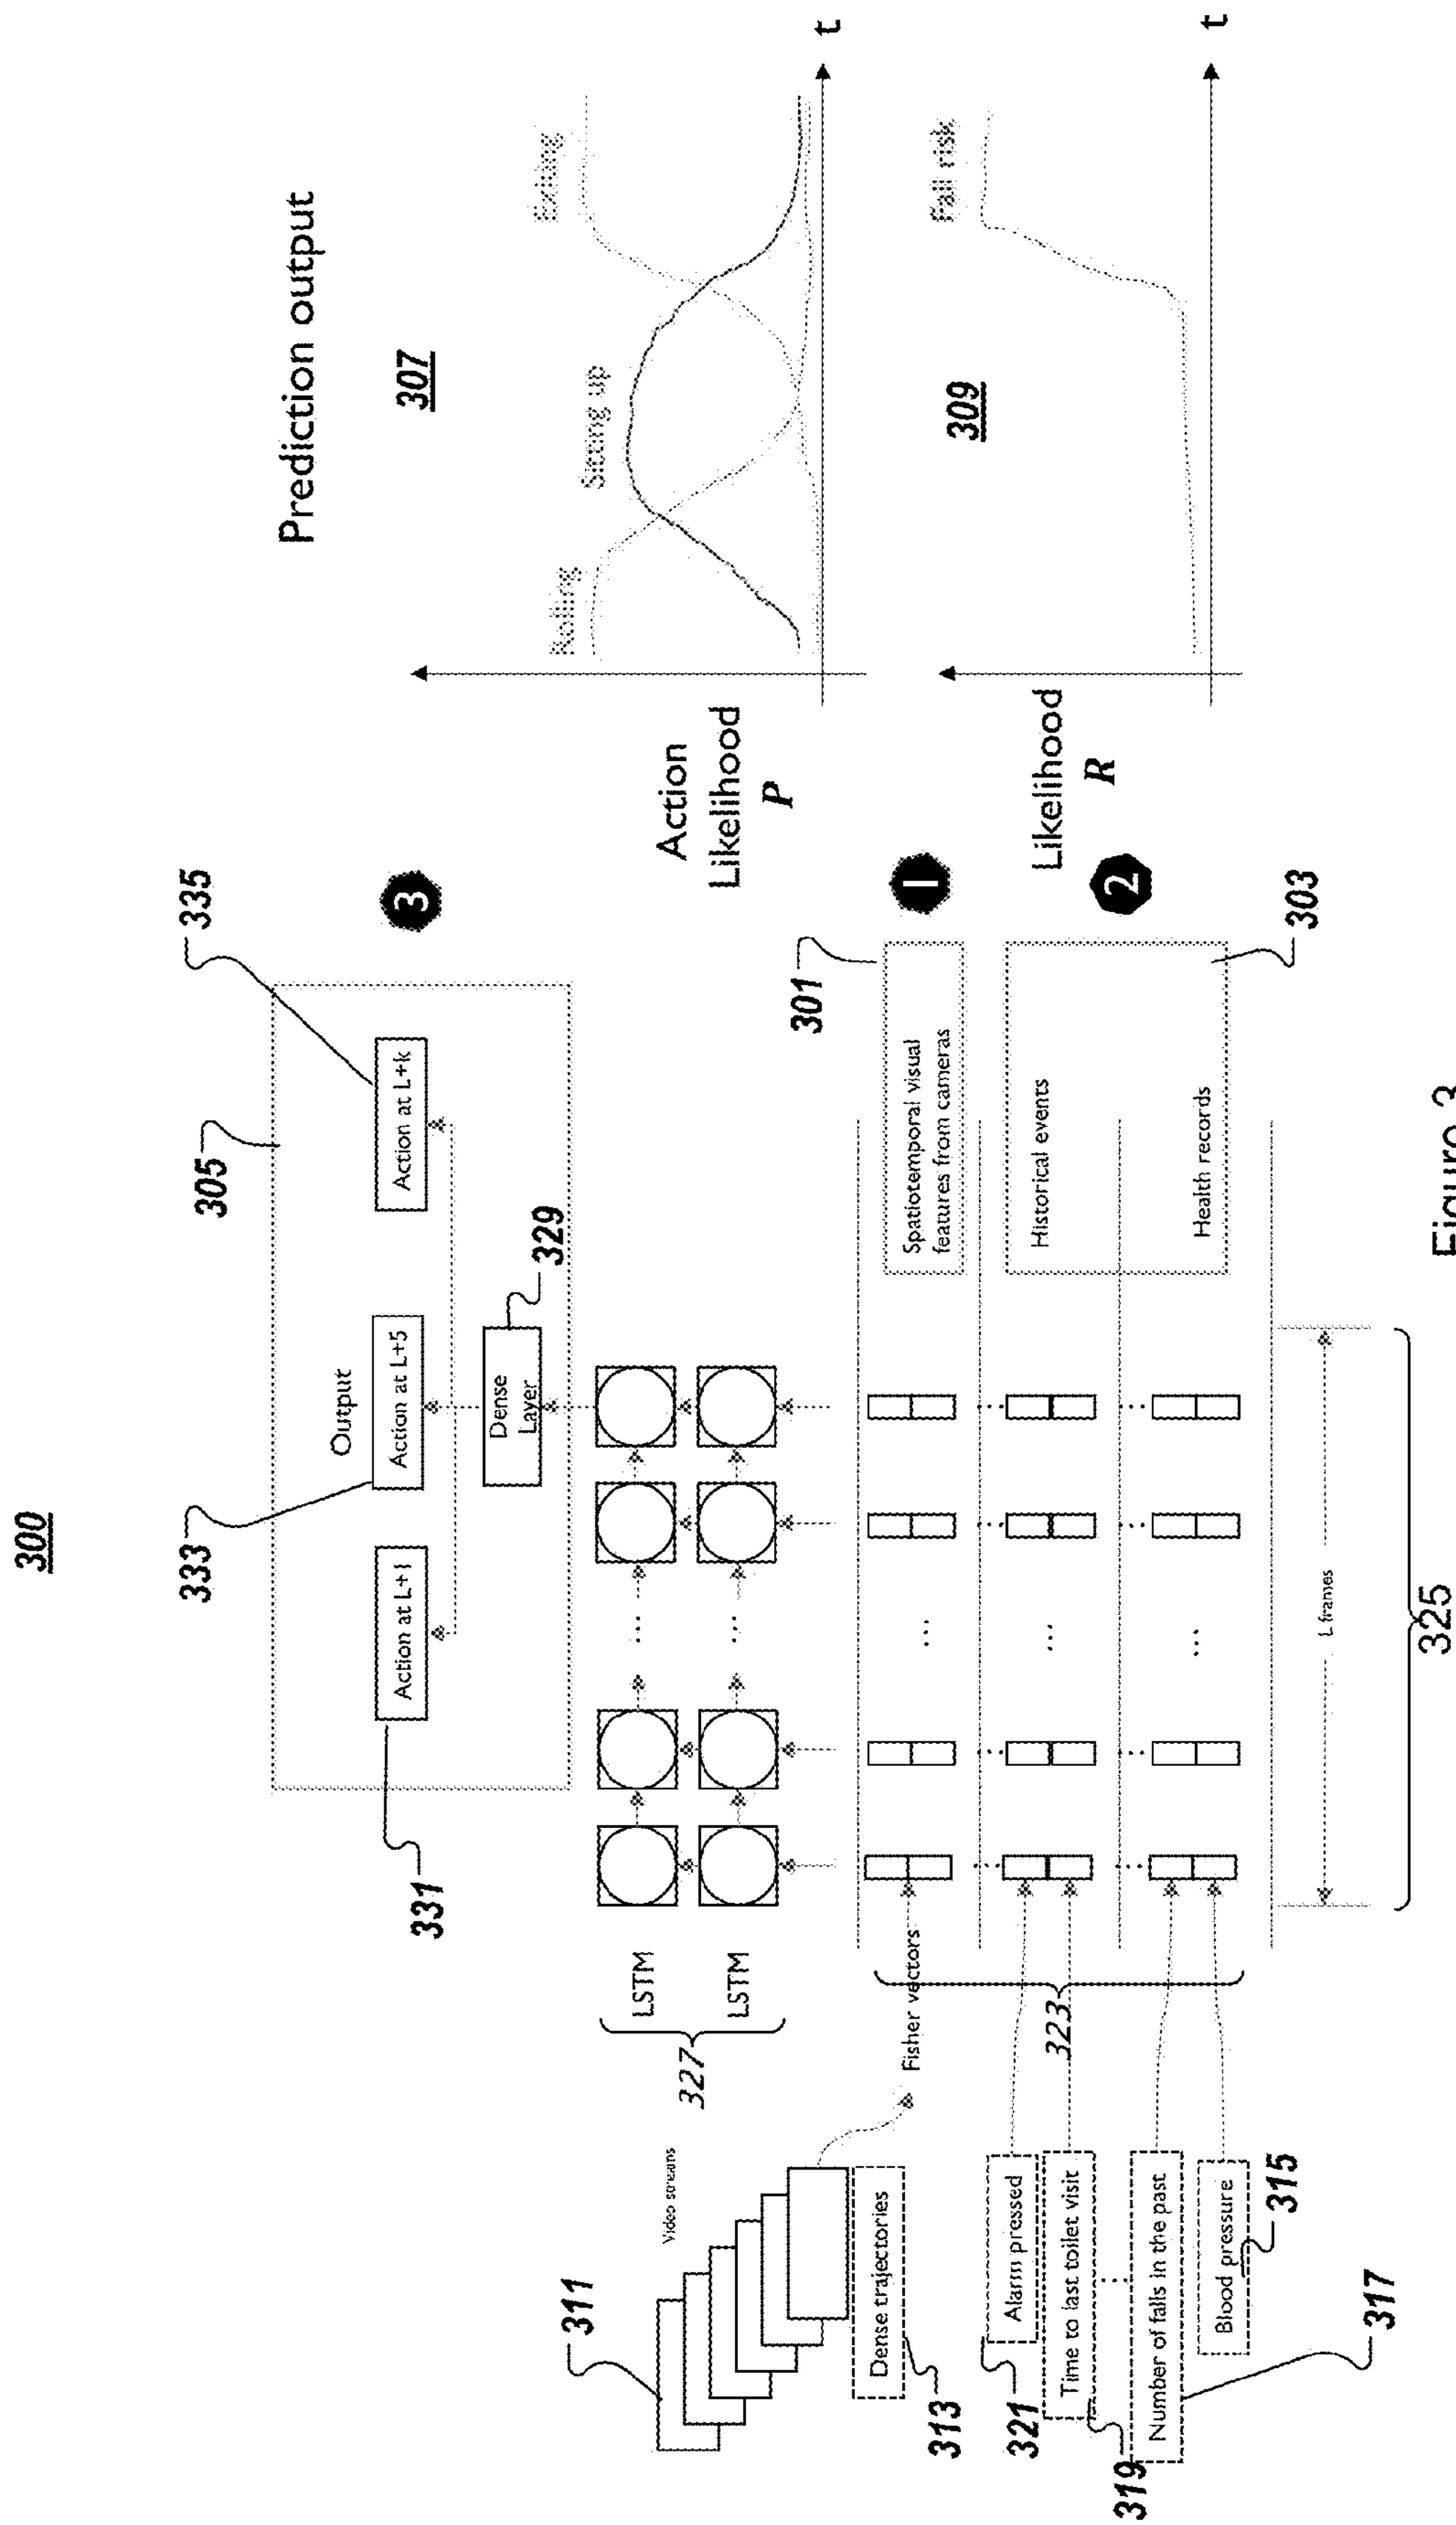 300
Prediction output
305
335
333
Output
331
Action at L+1
Action at L+5
Action at L+k
3
307
Dense
Layer
329
Rolling
Sitting up
Exiting
Action
Likelihood
P
t
311
Video streams
327
LSTM
LSTM
Dense trajectories
313
Fisher vectors
301
Spatiotemporal visual
features from cameras
1
321
Alarm pressed
319
Time to last toilet visit
323
Historical events
Number of falls in the past
317
Blood pressure
315
Health records
2
303
309
Fall risk
Likelihood
R
t
...
...
...
L frames
325
Figure 3